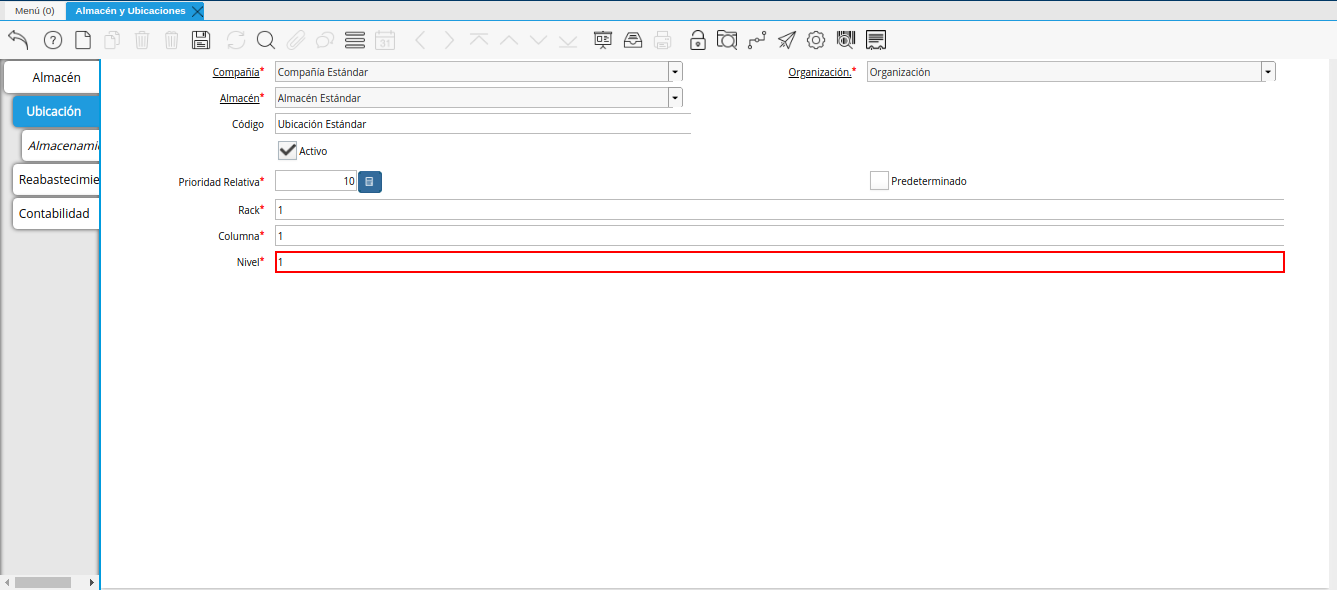 Menú (0) Almacén y Ubicaciones
31
Almacén
Ubicación
Almacenami
Reabastecimie
Contabilidad
Compañía* Compañía Estándar Organización.* Organización
Almacén* Almacén Estándar
Código Ubicación Estándar
Activo
Prioridad Relativa* 10 Predeterminado
Rack* 1
Columna* 1
Nivel* 1